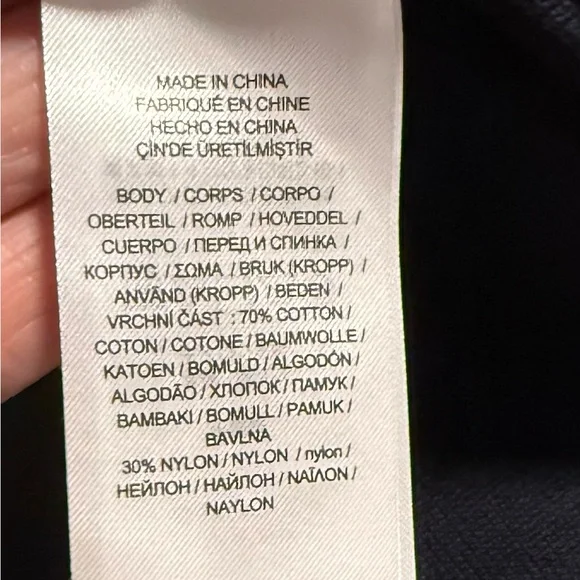 MADE IN CHINA
FABRIQUÉ EN CHINE
HECHO EN CHINA
ÇİN'DE ÜRETİLMİŞTİR
BODY / CORPS / CORPO /
OBERTEIL / ROMP / HOVEDDEL /
CUERPO / ПЕРЕД И СПИНКА /
КОРПУС / ΣΩΜΑ / BRUK (KROPP) /
ANVÄND (KROPP) / BEDEN /
VRCHNÍ ČÁST : 70% COTTON /
COTON / COTONE / BAUMWOLLE /
KATOEN / BOMULD / ALGODÓN /
ALGODÃO / ХЛОПОК / ПАМУК /
BAMBAKI / BOMULL / PAMUK /
BAVLNA
30% NYLON / NYLON / nylon /
НЕЙЛОН / НАЙЛОН / ΝΑΪΛΟΝ /
NAYLON